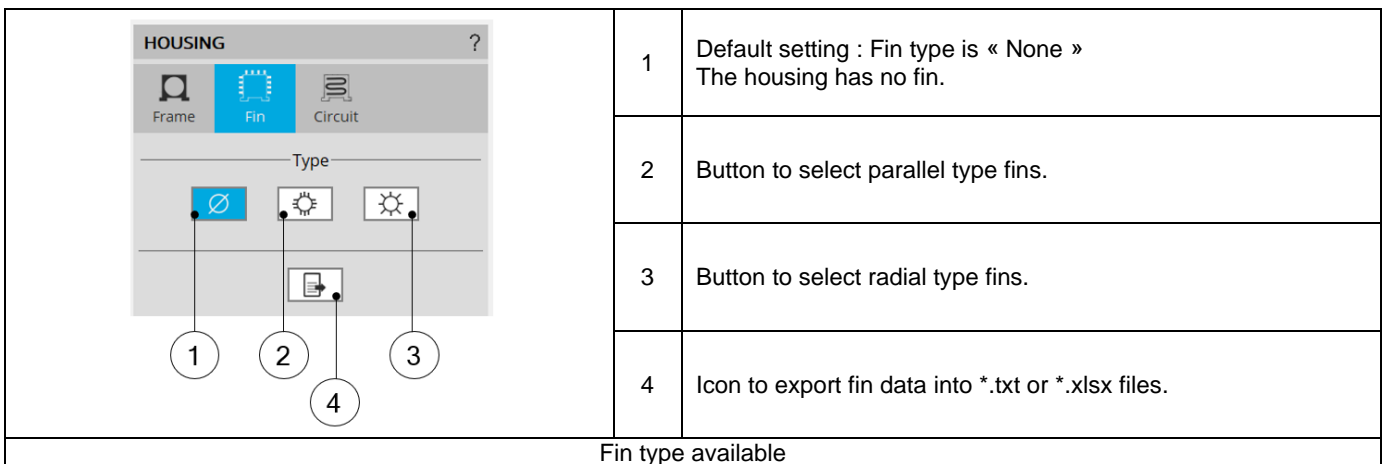 HOUSING ?
Frame Fin Circuit
Type
1 2 3
4
1 Default setting : Fin type is « None »
The housing has no fin.
2 Button to select parallel type fins.
3 Button to select radial type fins.
4 Icon to export fin data into *.txt or *.xlsx files.
Fin type available